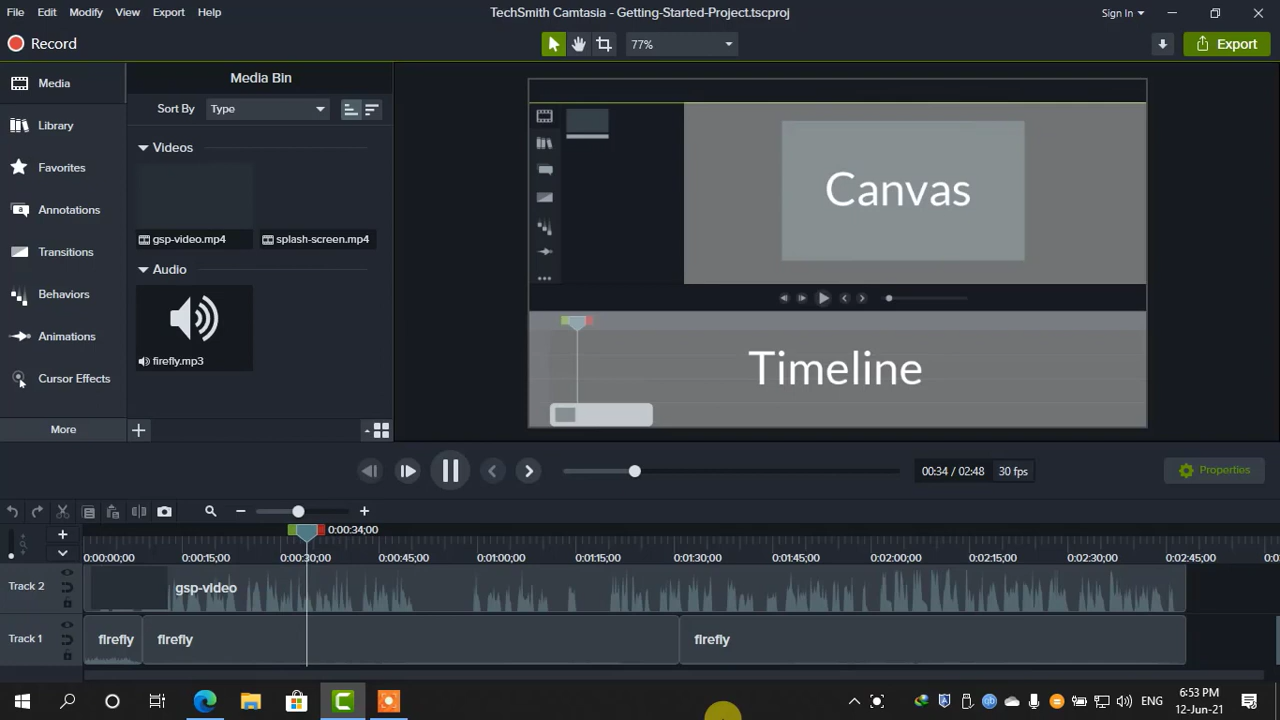 File Edit Modify View Export Help
TechSmith Camtasia - Getting-Started-Project.tscproj
Sign In
Record
77%
Export
Media
Library
Favorites
Annotations
Transitions
Behaviors
Animations
Cursor Effects
More
Media Bin
Sort By Type
Videos
gsp-video.mp4 splash-screen.mp4
Audio
firefly.mp3
Canvas
Timeline
00:34 / 02:48 30 fps
Properties
0:00:34;00
0:00:00;00 0:00:15;00 0:00:30;00 0:00:45;00 0:01:00;00 0:01:15;00 0:01:30;00 0:01:45;00 0:02:00;00 0:02:15;00 0:02:30;00 0:02:45;00
Track 2
gsp-video
Track 1
firefly firefly firefly
ENG
6:53 PM
12-Jun-21